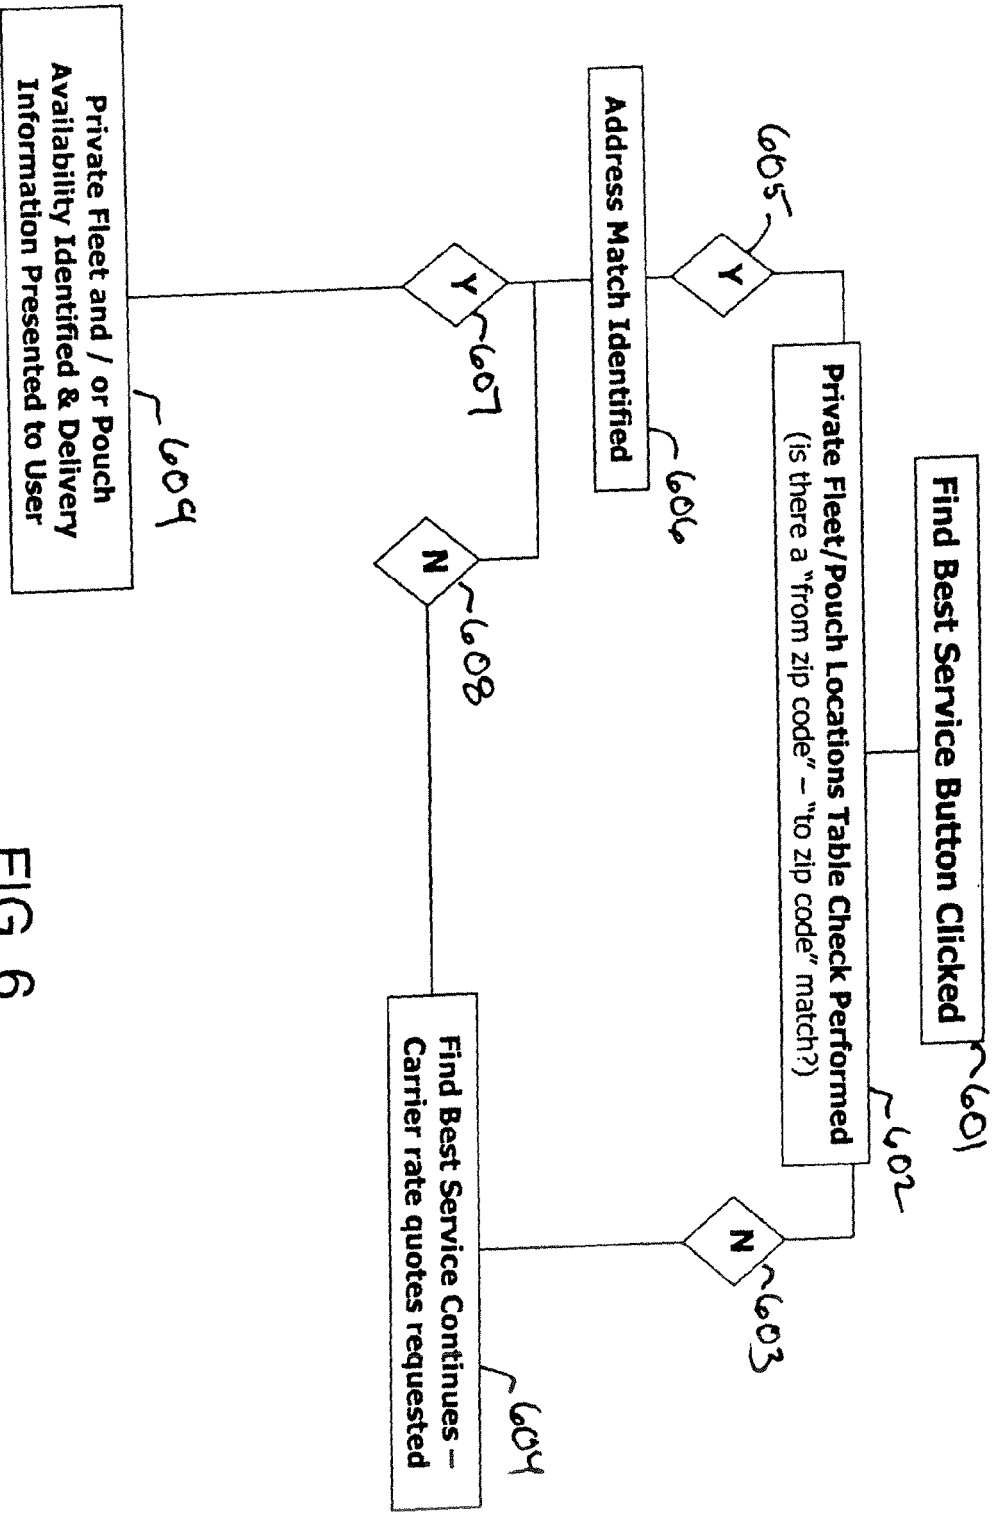 Find Best Service Button Clicked
601
Private Fleet/Pouch Locations Table Check Performed
(is there a "from zip code" – "to zip code" match?)
602
605
Y
N
603
Address Match Identified
606
Y
607
N
608
Find Best Service Continues –
Carrier rate quotes requested
604
Private Fleet and / or Pouch
Availability Identified & Delivery
Information Presented to User
609
FIG 6